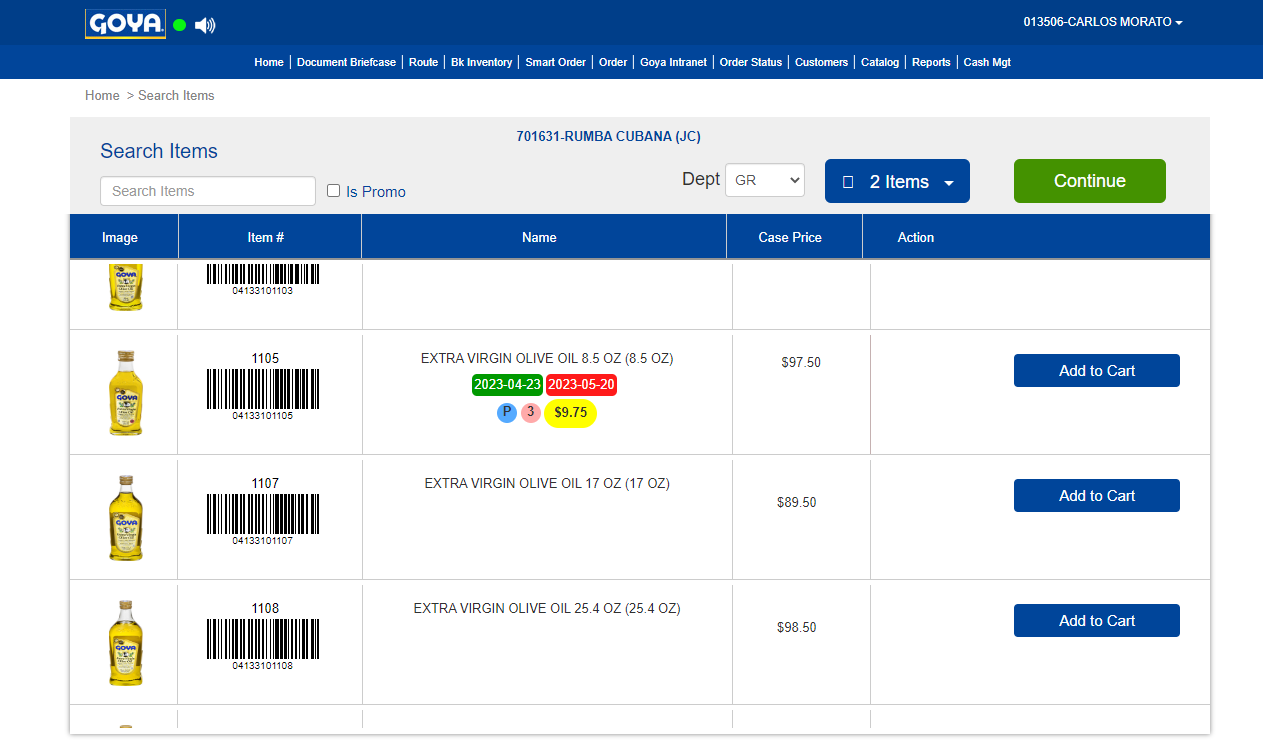 GOYA
013506-CARLOS MORATO
Home | Document Briefcase | Route | Bk Inventory | Smart Order | Order | Goya Intranet | Order Status | Customers | Catalog | Reports | Cash Mgt
Home > Search Items
701631-RUMBA CUBANA (JC)
Search Items
Search Items
Is Promo
Dept GR
2 Items
Continue
Image Item # Name Case Price Action
GOYA
04133101103
1105 EXTRA VIRGIN OLIVE OIL 8.5 OZ (8.5 OZ) $97.50 Add to Cart
2023-04-23 2023-05-20
P 3 $9.75
GOYA
04133101105
1107 EXTRA VIRGIN OLIVE OIL 17 OZ (17 OZ) $89.50 Add to Cart
GOYA
04133101107
1108 EXTRA VIRGIN OLIVE OIL 25.4 OZ (25.4 OZ) $98.50 Add to Cart
GOYA
04133101108